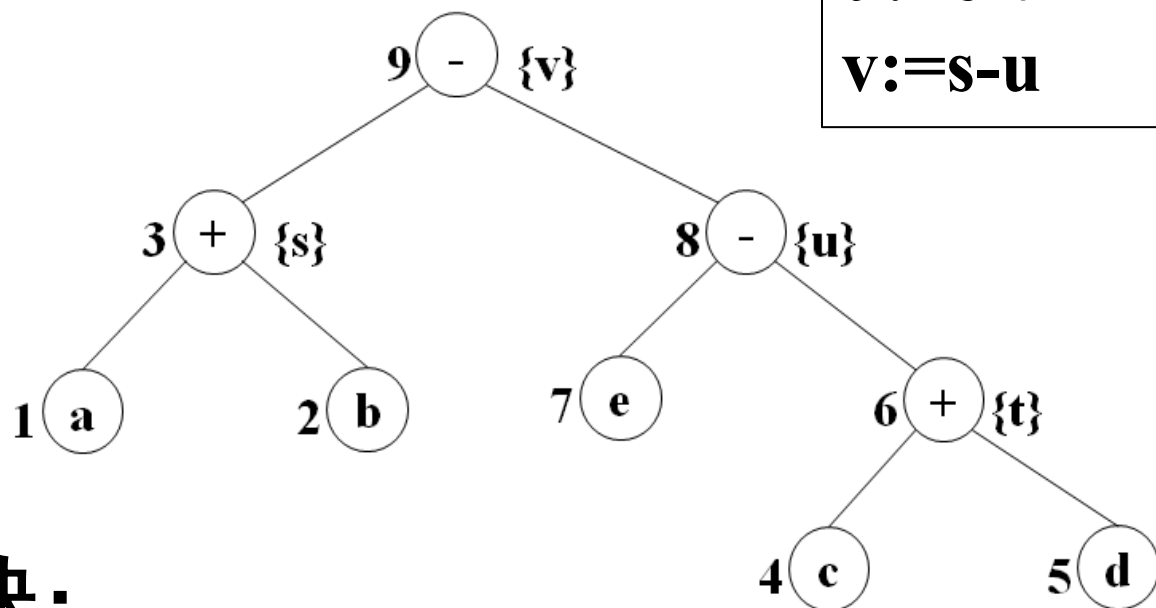 v:=s-u
9 - {v}
3 + {s}
8 - {u}
1 a
2 b
7 e
6 + {t}
4 c
5 d